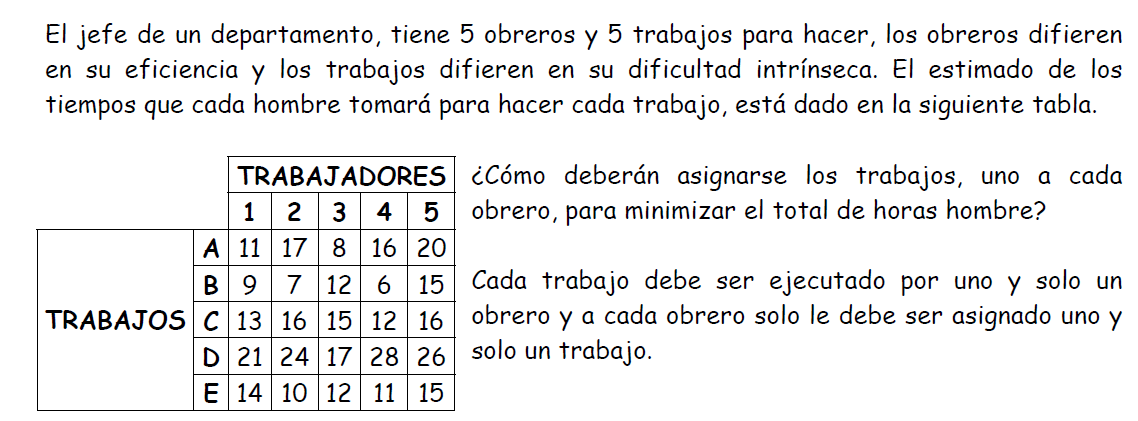 El jefe de un departamento, tiene 5 obreros y 5 trabajos para hacer, los obreros difieren
en su eficiencia y los trabajos difieren en su dificultad intrínseca. El estimado de los
tiempos que cada hombre tomará para hacer cada trabajo, está dado en la siguiente tabla.
TRABAJADORES
1 2 3 4 5
A 11 17 8 16 20
B 9 7 12 6 15
TRABAJOS C 13 16 15 12 16
D 21 24 17 28 26
E 14 10 12 11 15
¿Cómo deberán asignarse los trabajos, uno a cada
obrero, para minimizar el total de horas hombre?
Cada trabajo debe ser ejecutado por uno y solo un
obrero y a cada obrero solo le debe ser asignado uno y
solo un trabajo.